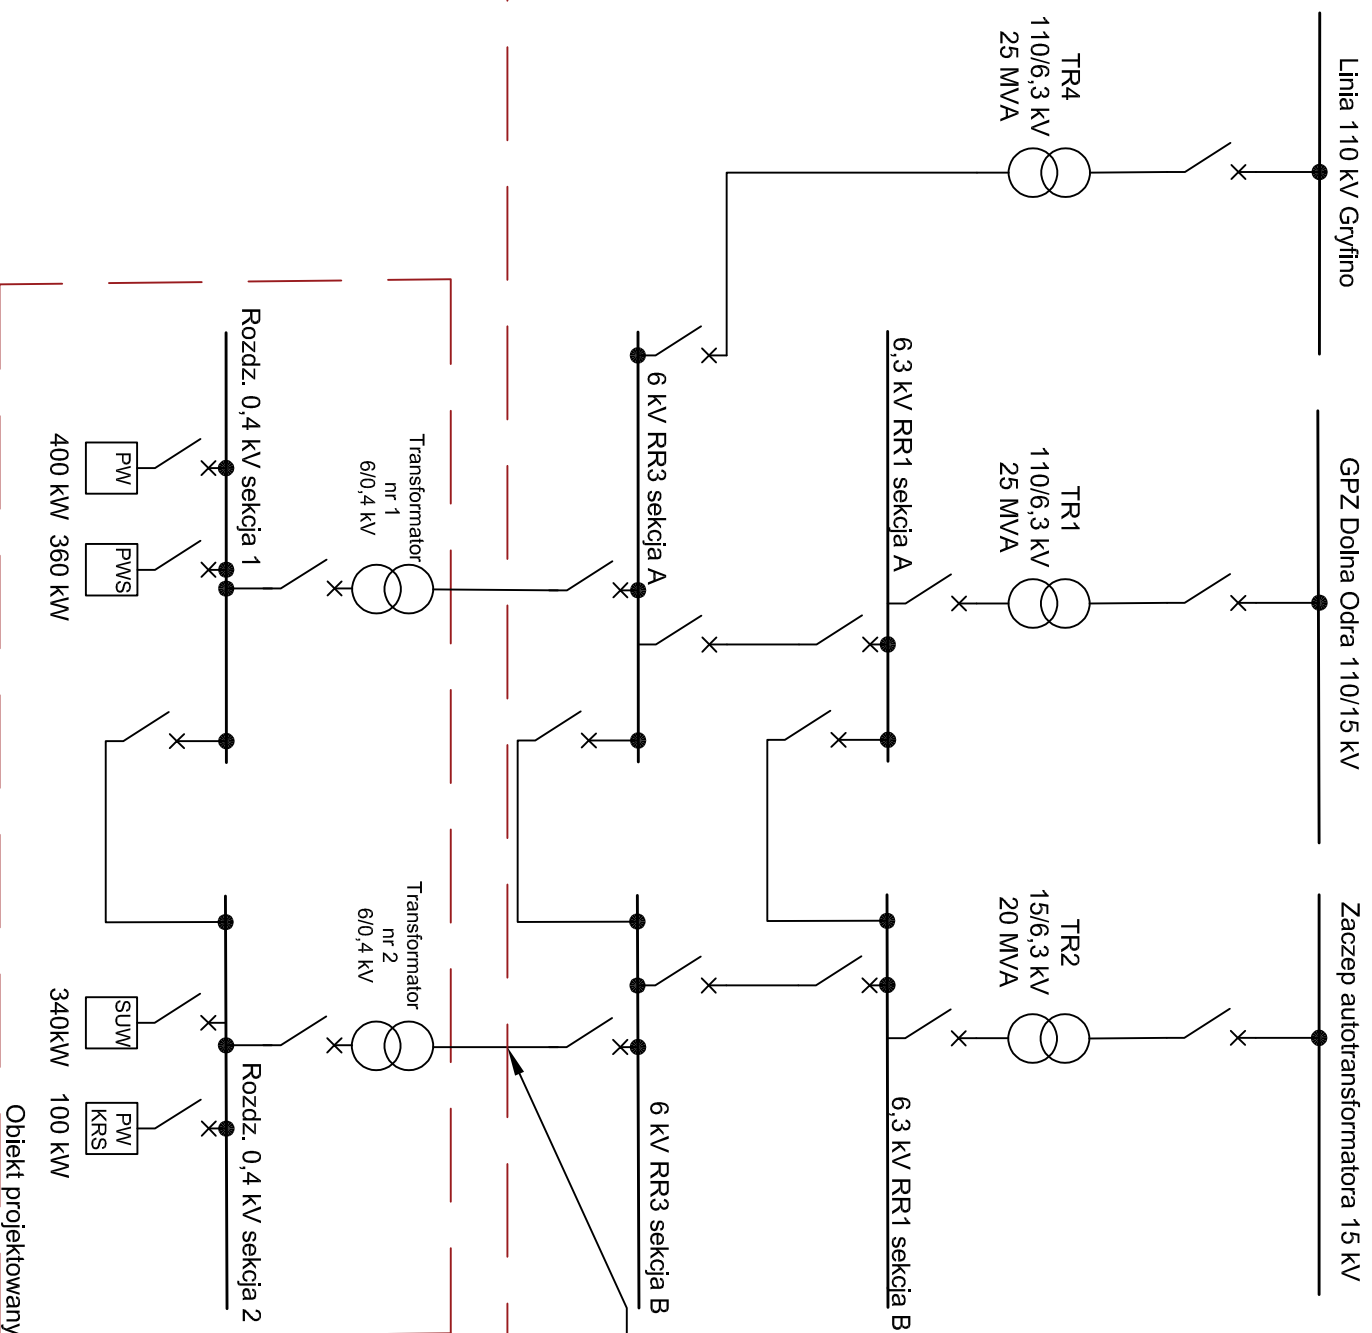 Linia 110 kV Gryfino
GPZ Dolna Odra 110/15 kV
Zaczep autotransformatora 15 kV
TR4
110/6,3 kV
25 MVA
TR1
110/6,3 kV
25 MVA
TR2
15/6,3 kV
20 MVA
6,3 kV RR1 sekcja A
6,3 kV RR1 sekcja B
6 kV RR3 sekcja A
6 kV RR3 sekcja B
Transformator
nr 1
6/0,4 kV
Transformator
nr 2
6/0,4 kV
Rozdz. 0,4 kV sekcja 1
Rozdz. 0,4 kV sekcja 2
PW
400 kW
PWS
360 kW
SUW
340kW
PW
KRS
100 kW
Obiekt projektowany